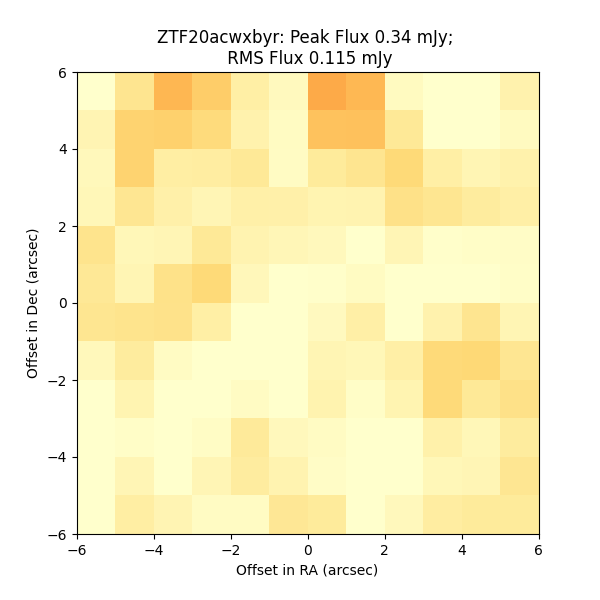 ZTF20acwxbyr: Peak Flux 0.34 mJy;
RMS Flux 0.115 mJy
6
4
2
0
−2
−4
−6
Offset in Dec (arcsec)
−6 −4 −2 0 2 4 6
Offset in RA (arcsec)